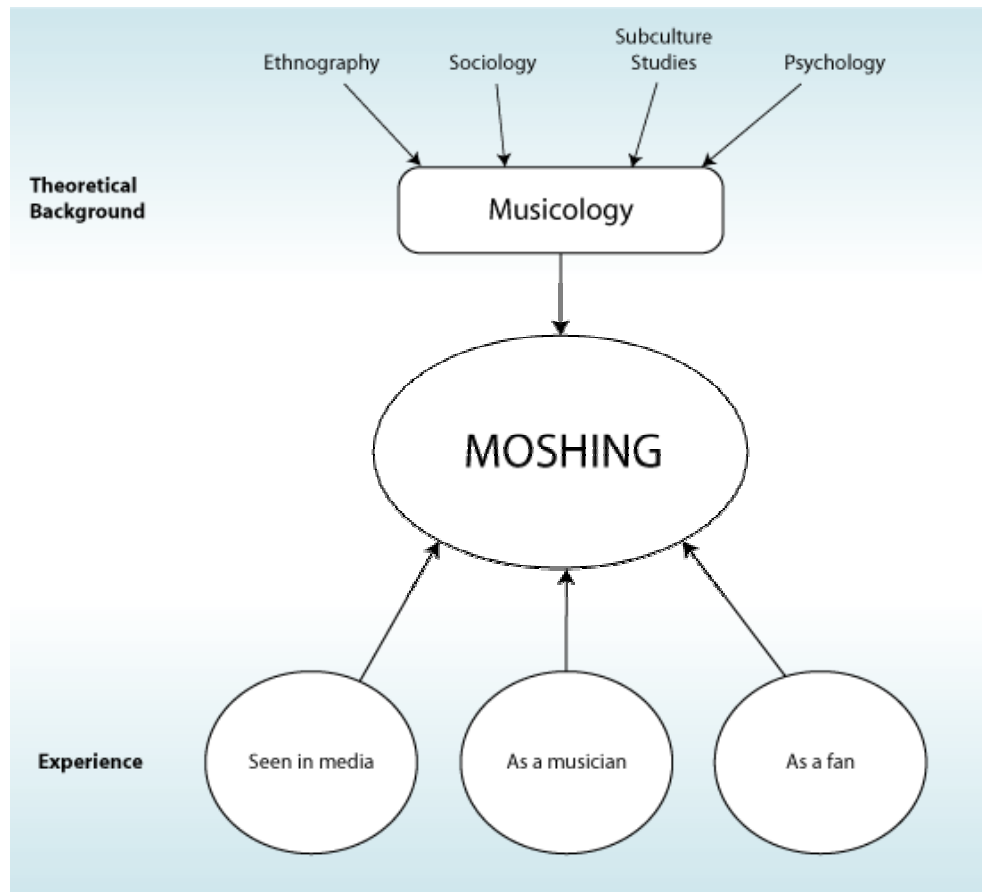 Ethnography
Sociology
Subculture
Studies
Psychology
Theoretical
Background
Musicology
MOSHING
Experience
Seen in media
As a musician
As a fan